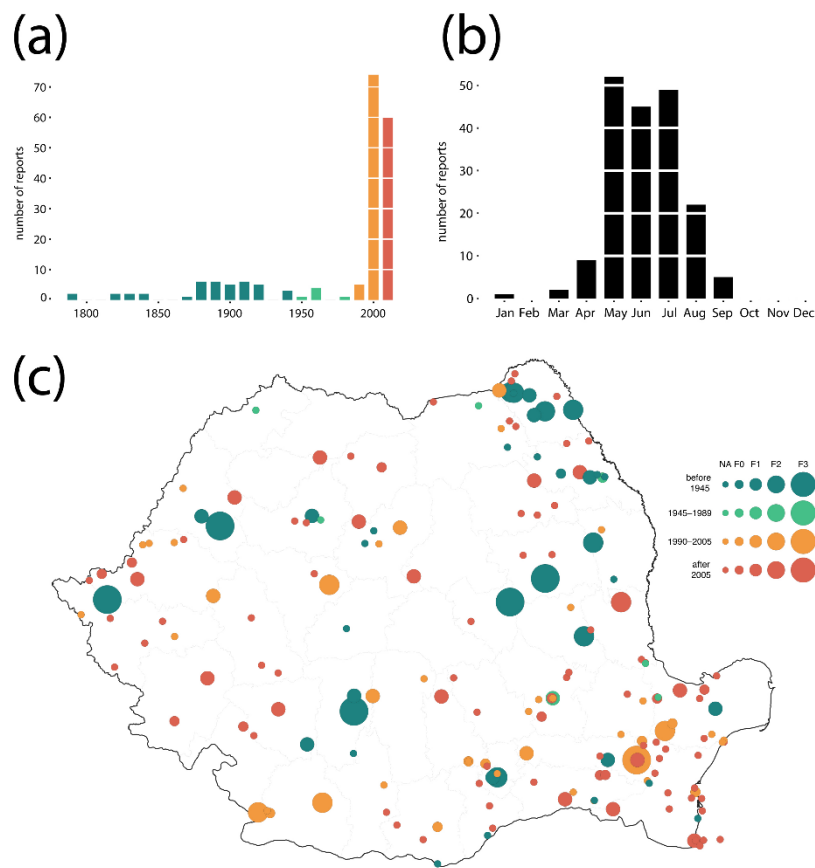 (a)
number of reports
70
60
50
40
30
20
10
0
1800 1850 1900 1950 2000
(b)
number of reports
50
40
30
20
10
0
Jan Feb Mar Apr May Jun Jul Aug Sep Oct Nov Dec
(c)
NA F0 F1 F2 F3
before
1945
1945–1989
1990–2005
after
2005